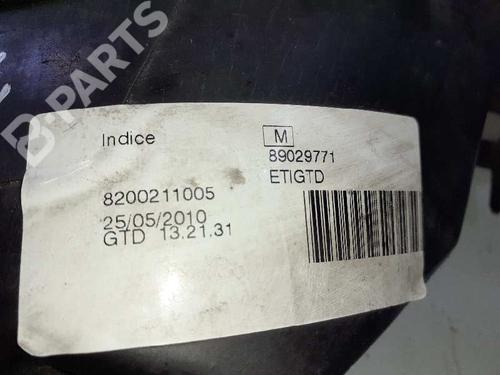 B-PARTS
Indice
M
89029771
ETIGTD
8200211005
25/05/2010
GTD 13.21.31